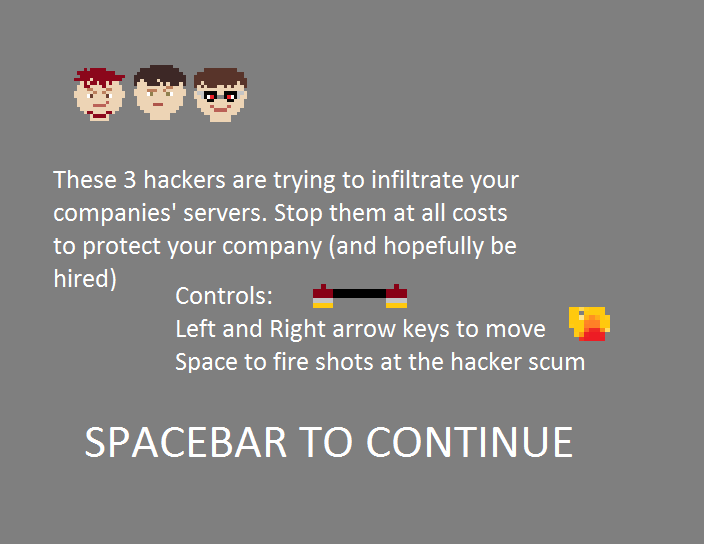 These 3 hackers are trying to infiltrate your
companies' servers. Stop them at all costs
to protect your company (and hopefully be
hired)
Controls:
Left and Right arrow keys to move
Space to fire shots at the hacker scum
SPACEBAR TO CONTINUE